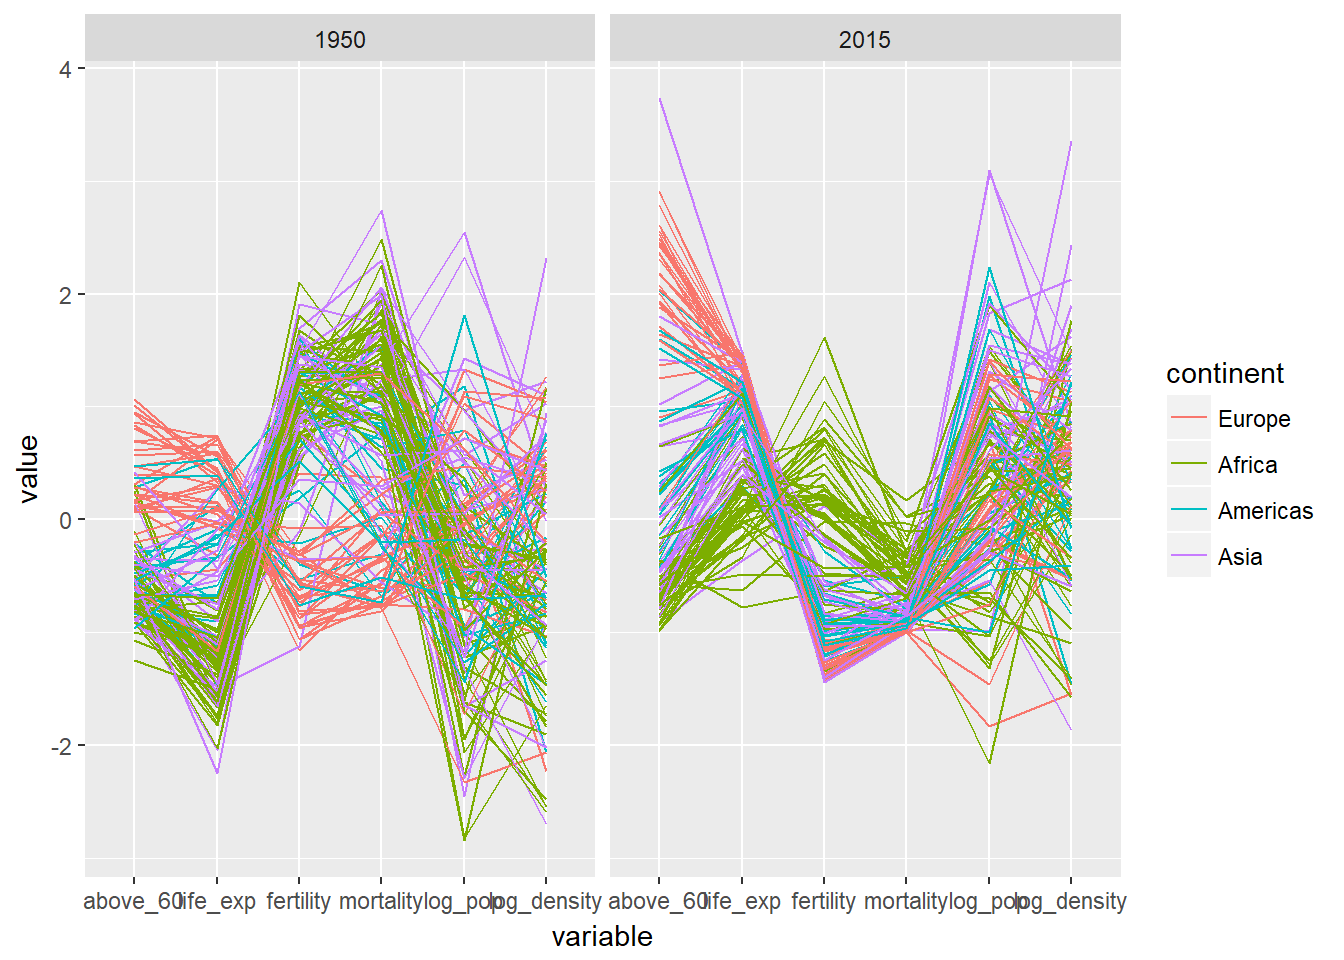 1950
2015
4
2
0
-2
value
above_60 life_exp fertility mortality log_pop log_density
above_60 life_exp fertility mortality log_pop log_density
variable
continent
Europe
Africa
Americas
Asia